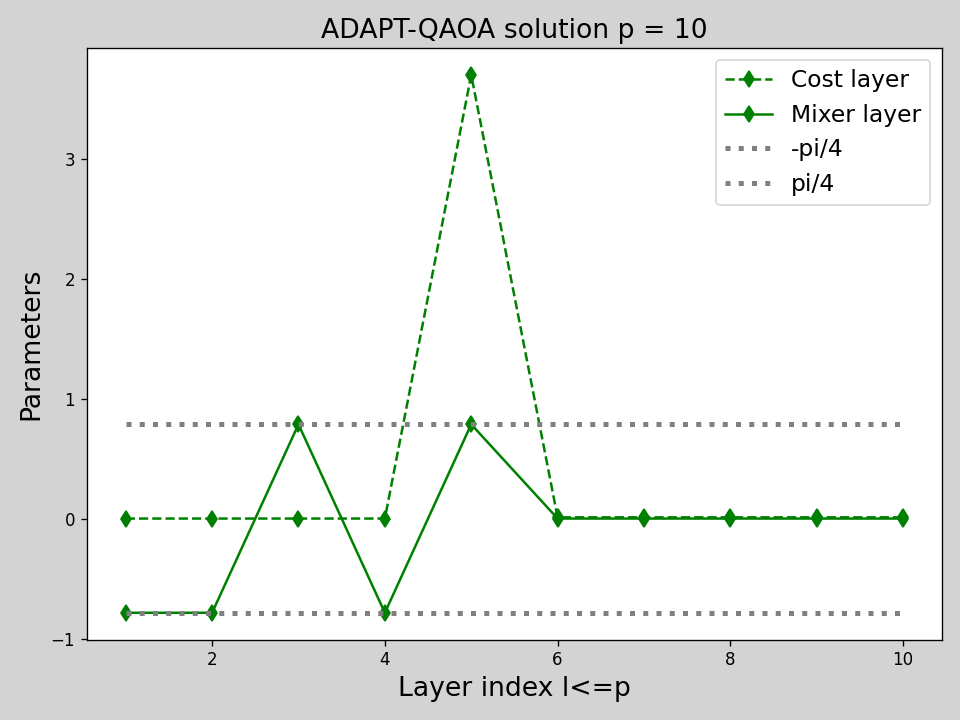 ADAPT-QAOA solution p = 10
Cost layer
Mixer layer
-pi/4
pi/4
Parameters
3
2
1
0
−1
2 4 6 8 10
Layer index l<=p